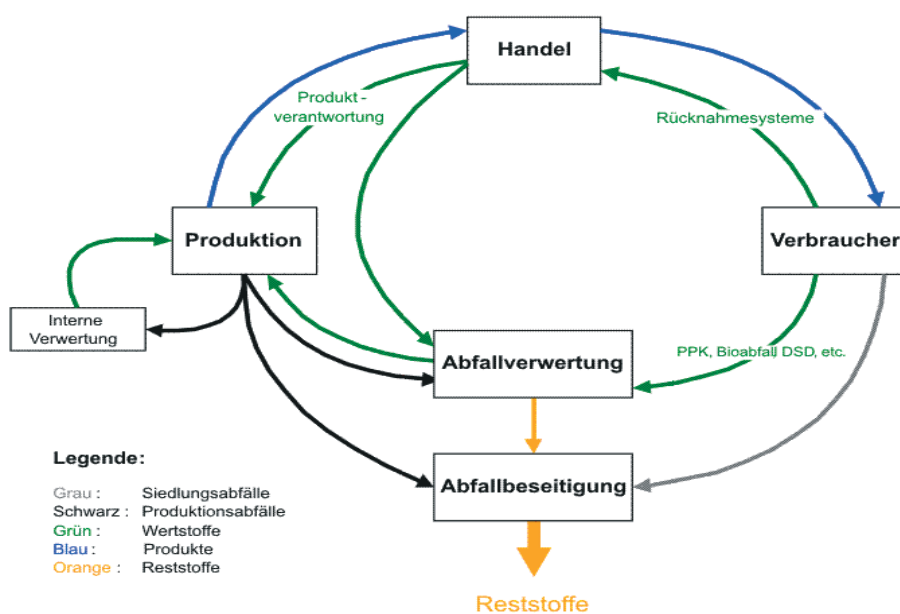 Handel
Produkt -
verantwortung
Rücknahmesysteme
Produktion
Verbraucher
Interne
Verwertung
Abfallverwertung
PPK, Bioabfall DSD, etc.
Abfallbeseitigung
Legende:
Grau : Siedlungsabfälle
Schwarz : Produktionsabfälle
Grün : Wertstoffe
Blau : Produkte
Orange : Reststoffe
Reststoffe